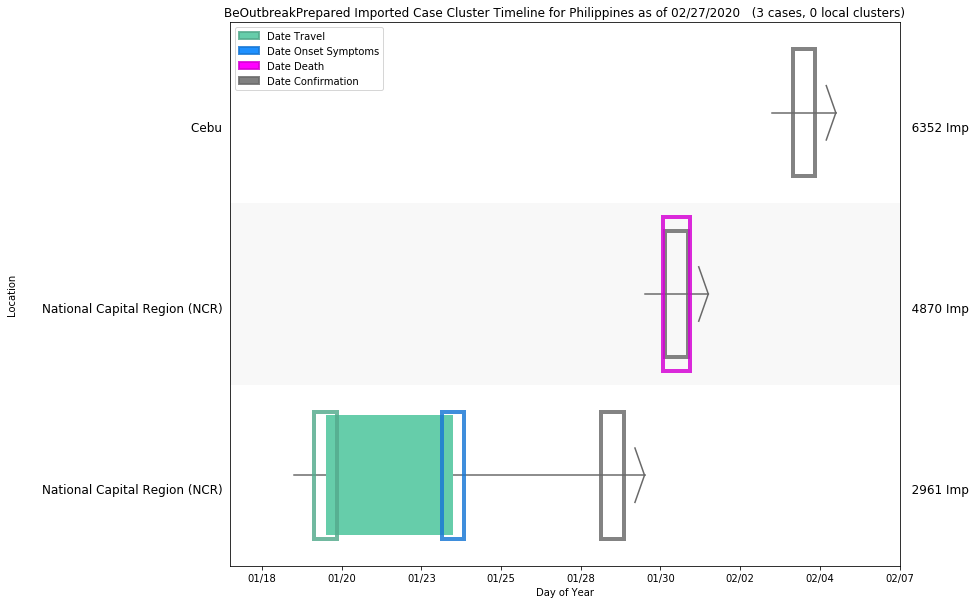 BeOutbreakPrepared Imported Case Cluster Timeline for Philippines as of 02/27/2020   (3 cases, 0 local clusters)
Date Travel
Date Onset Symptoms
Date Death
Date Confirmation
Cebu
6352 Imp
Location
National Capital Region (NCR)
4870 Imp
National Capital Region (NCR)
2961 Imp
01/18 01/20 01/23 01/25 01/28 01/30 02/02 02/04 02/07
Day of Year